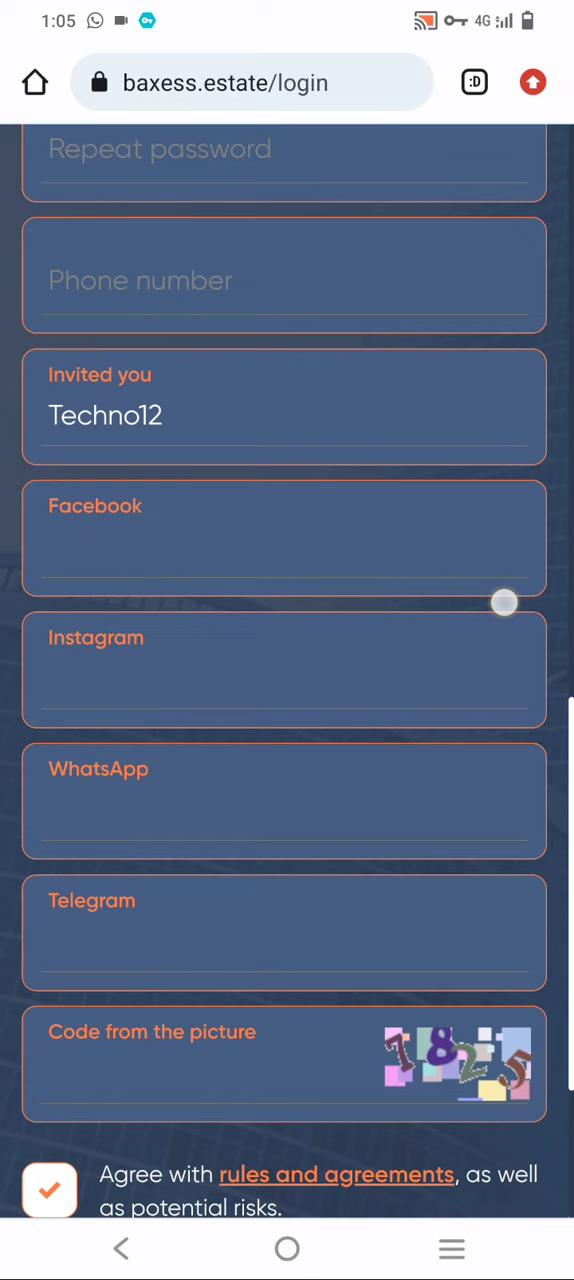 1:05
4G
baxess.estate/login
:D
Repeat password
Phone number
Invited you
Techno12
Facebook
Instagram
WhatsApp
Telegram
Code from the picture
Agree with rules and agreements, as well
as potential risks.